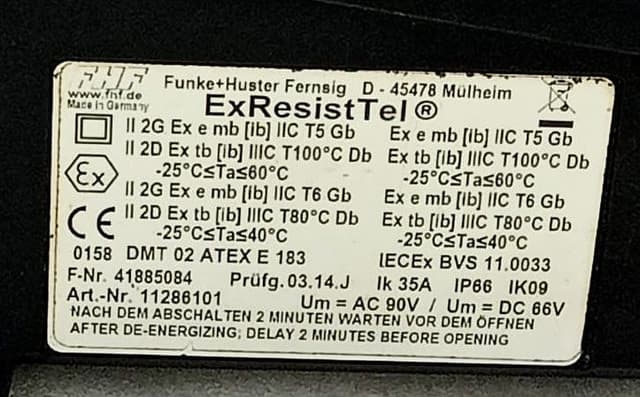 FHF Funke+Huster Fernsig D - 45478 Mülheim
www.fhf.de
Made in Germany
ExResistTel®
II 2G Ex e mb [ib] IIC T5 Gb Ex e mb [ib] IIC T5 Gb
II 2D Ex tb [ib] IIIC T100°C Db Ex tb [ib] IIIC T100°C Db
-25°C≤Ta≤60°C -25°C≤Ta≤60°C
Ex II 2G Ex e mb [ib] IIC T6 Gb Ex e mb [ib] IIC T6 Gb
CE II 2D Ex tb [ib] IIIC T80°C Db Ex tb [ib] IIIC T80°C Db
-25°C≤Ta≤40°C -25°C≤Ta≤40°C
0158 DMT 02 ATEX E 183 IECEx BVS 11.0033
F-Nr. 41885084 Prüfg. 03.14.J Ik 35A IP66 IK09
Art.-Nr. 11286101 Um = AC 90V / Um = DC 66V
NACH DEM ABSCHALTEN 2 MINUTEN WARTEN VOR DEM ÖFFNEN
AFTER DE-ENERGIZING; DELAY 2 MINUTES BEFORE OPENING